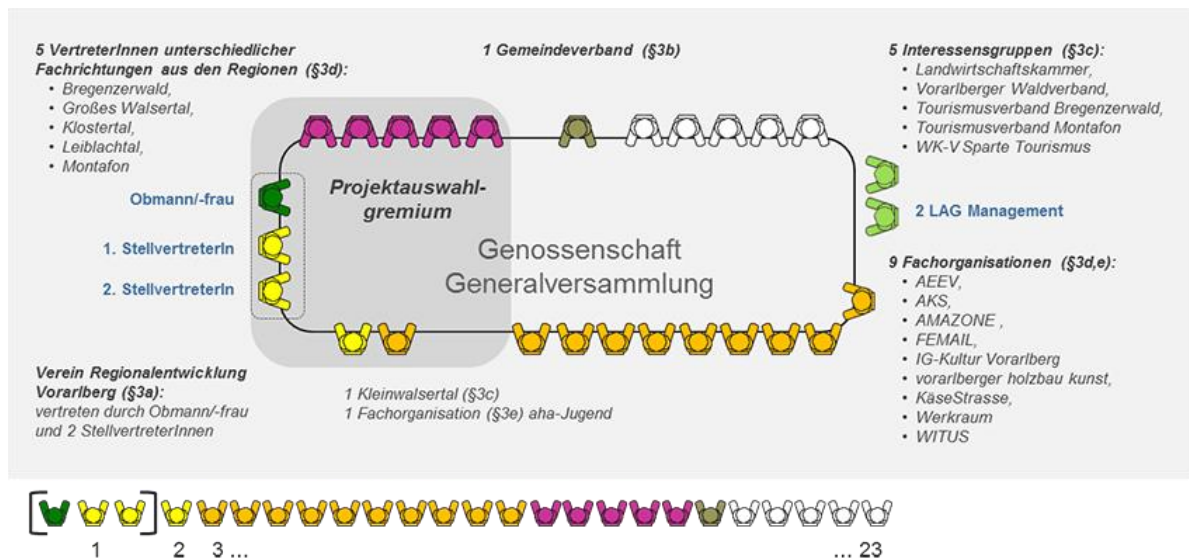 5 VertreterInnen unterschiedlicher
Fachrichtungen aus den Regionen (§3d):
• Bregenzerwald,
• Großes Walsertal,
• Klostertal,
• Leiblachtal,
• Montafon
1 Gemeindeverband (§3b)
5 Interessensgruppen (§3c):
• Landwirtschaftskammer,
• Vorarlberger Waldverband,
• Tourismusverband Bregenzerwald,
• Tourismusverband Montafon
• WK-V Sparte Tourismus
Obmann/-frau
1. StellvertreterIn
2. StellvertreterIn
Projektauswahl-
gremium
Genossenschaft
Generalversammlung
2 LAG Management
9 Fachorganisationen (§3d,e):
• AEEV,
• AKS,
• AMAZONE ,
• FEMAIL,
• IG-Kultur Vorarlberg
• vorarlberger holzbau kunst,
• KäseStrasse,
• Werkraum
• WITUS
Verein Regionalentwicklung
Vorarlberg (§3a):
vertreten durch Obmann/-frau
und 2 StellvertreterInnen
1 Kleinwalsertal (§3c)
1 Fachorganisation (§3e) aha-Jugend
1 2 3 ... ... 23